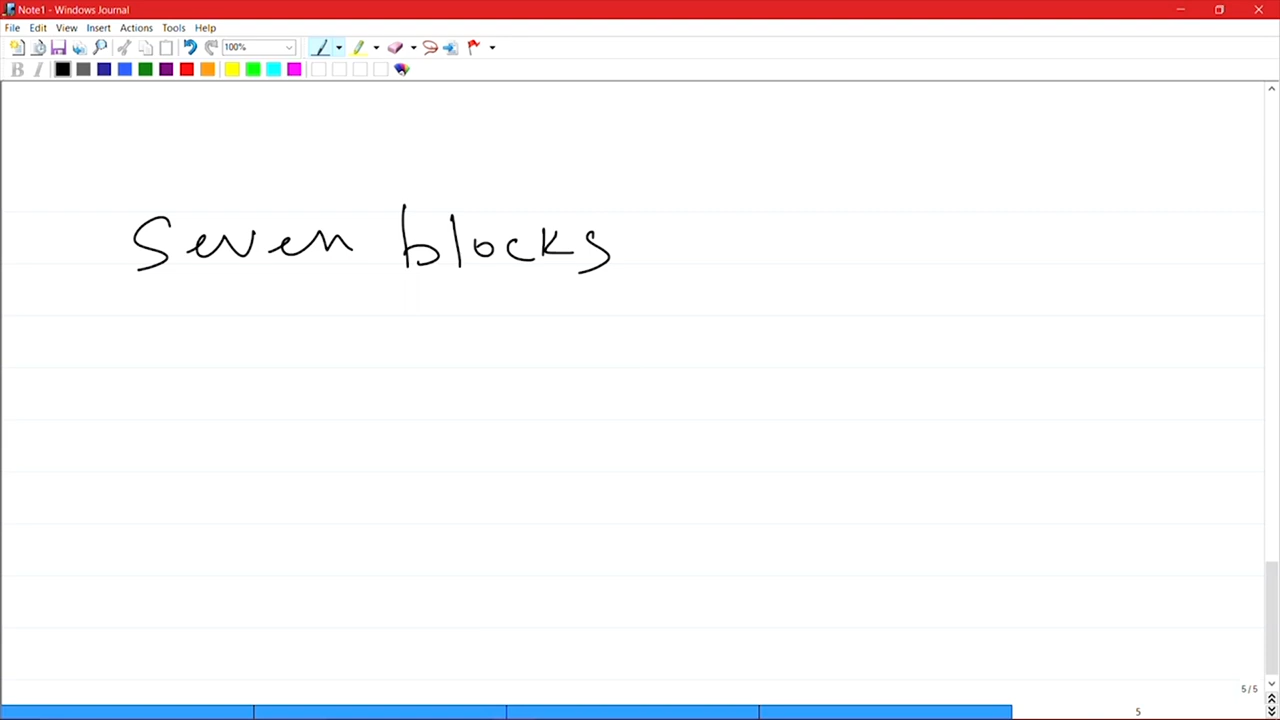 Note1 - Windows Journal
File Edit View Insert Actions Tools Help
100%
B I
Seven blocks
5/5
5